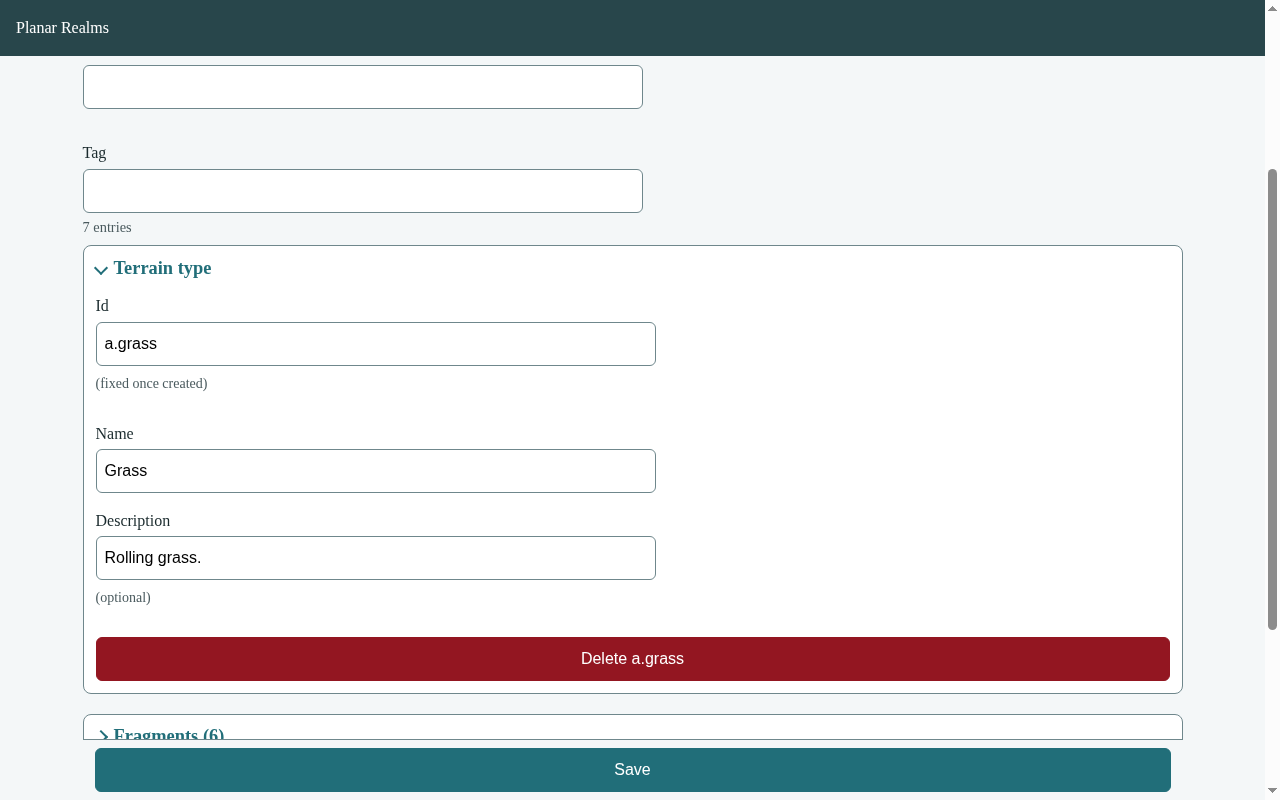 Planar Realms
Tag
7 entries
Terrain type
Id
a.grass
(fixed once created)
Name
Grass
Description
Rolling grass.
(optional)
Delete a.grass
Fragments (6)
Save